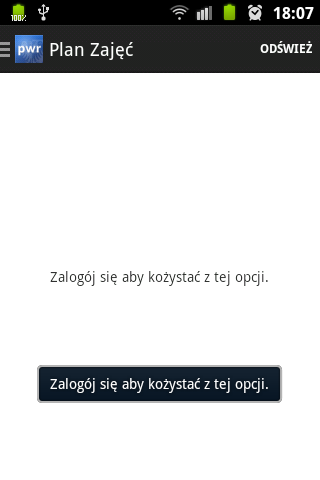 100%
18:07
pwr
Plan Zajęć
ODŚWIEŻ
Zalogój się aby kożystać z tej opcji.
Zalogój się aby kożystać z tej opcji.